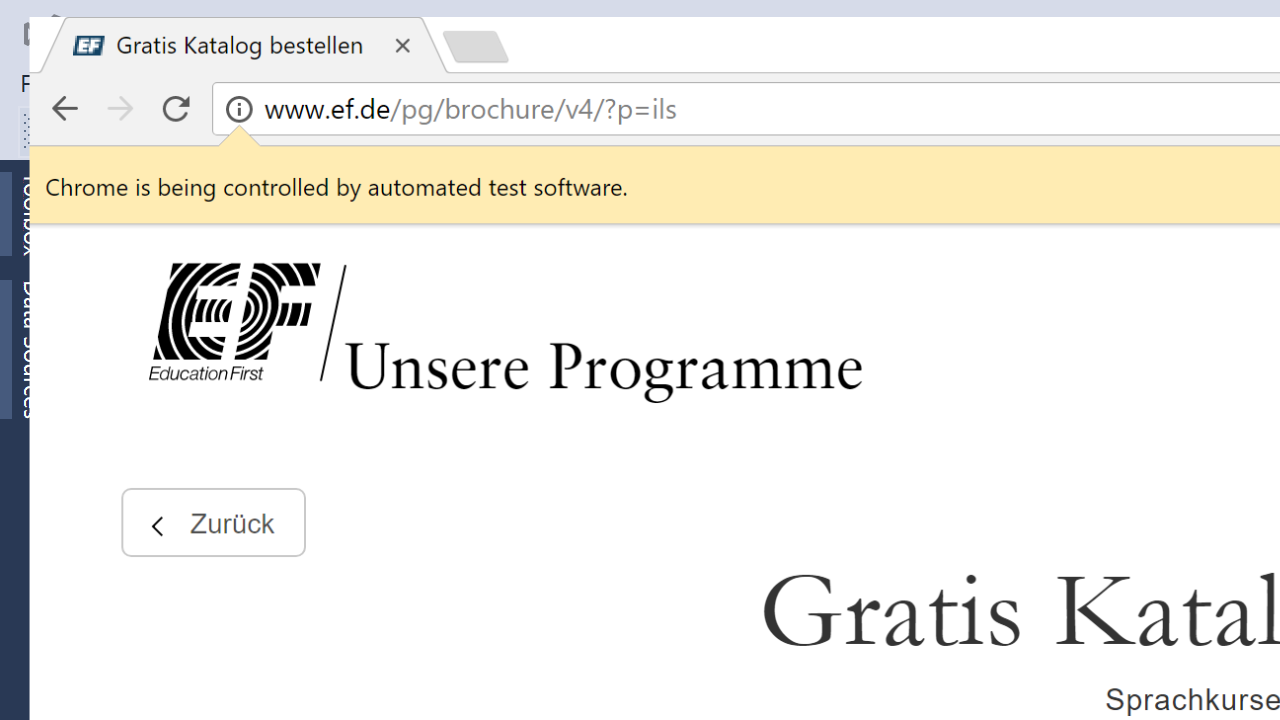 Gratis Katalog bestellen
www.ef.de/pg/brochure/v4/?p=ils
Chrome is being controlled by automated test software.
EF
Education First
Unsere Programme
Zurück
Gratis Katal
Sprachkurse
Toolbox
Data Sources